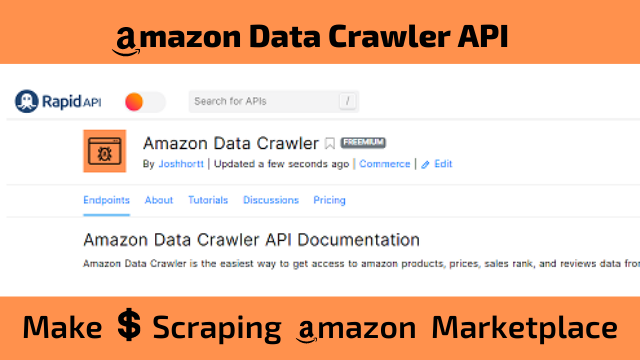 amazon Data Crawler API
RapidAPI
Search for APIs /
Amazon Data Crawler FREEMIUM
By Joshhortt | Updated a few seconds ago | Commerce | Edit
Endpoints About Tutorials Discussions Pricing
Amazon Data Crawler API Documentation
Amazon Data Crawler is the easiest way to get access to amazon products, prices, sales rank, and reviews data from
Make $ Scraping amazon Marketplace